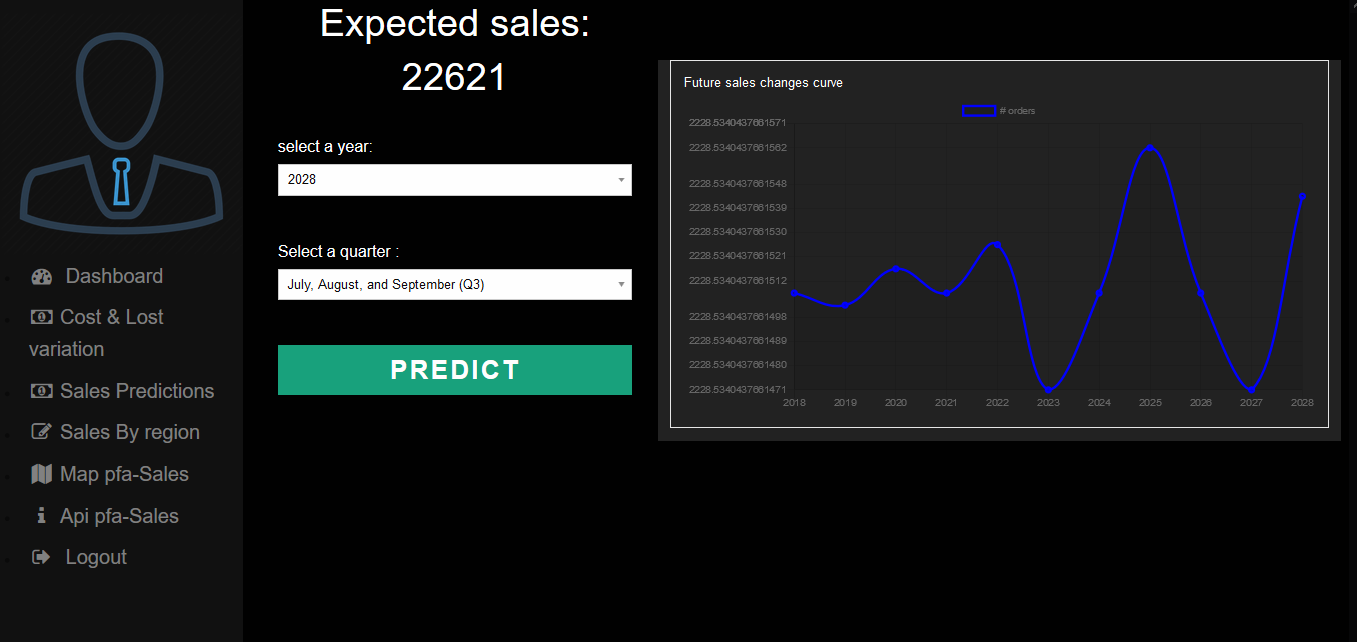 Expected sales:
22621
select a year:
2028
Select a quarter :
July, August, and September (Q3)
PREDICT
Dashboard
Cost & Lost
variation
Sales Predictions
Sales By region
Map pfa-Sales
Api pfa-Sales
Logout
Future sales changes curve
# orders
2228.5340437661571
2228.5340437661562
2228.5340437661548
2228.5340437661539
2228.5340437661530
2228.5340437661521
2228.5340437661512
2228.5340437661498
2228.5340437661489
2228.5340437661480
2228.5340437661471
2018 2019 2020 2021 2022 2023 2024 2025 2026 2027 2028